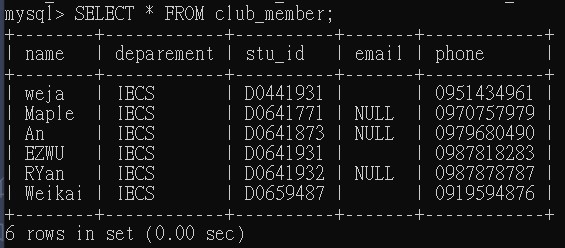 mysql> SELECT * FROM club_member;
+--------+------------+----------+-------+------------+
| name | deparement | stu_id | email | phone |
+--------+------------+----------+-------+------------+
| weja | IECS | D0441931 | | 0951434961 |
| Maple | IECS | D0641771 | NULL | 0970757979 |
| An | IECS | D0641873 | NULL | 0979680490 |
| EZWU | IECS | D0641931 | | 0987818283 |
| RYan | IECS | D0641932 | NULL | 0987878787 |
| Weikai | IECS | D0659487 | | 0919594876 |
+--------+------------+----------+-------+------------+
6 rows in set (0.00 sec)